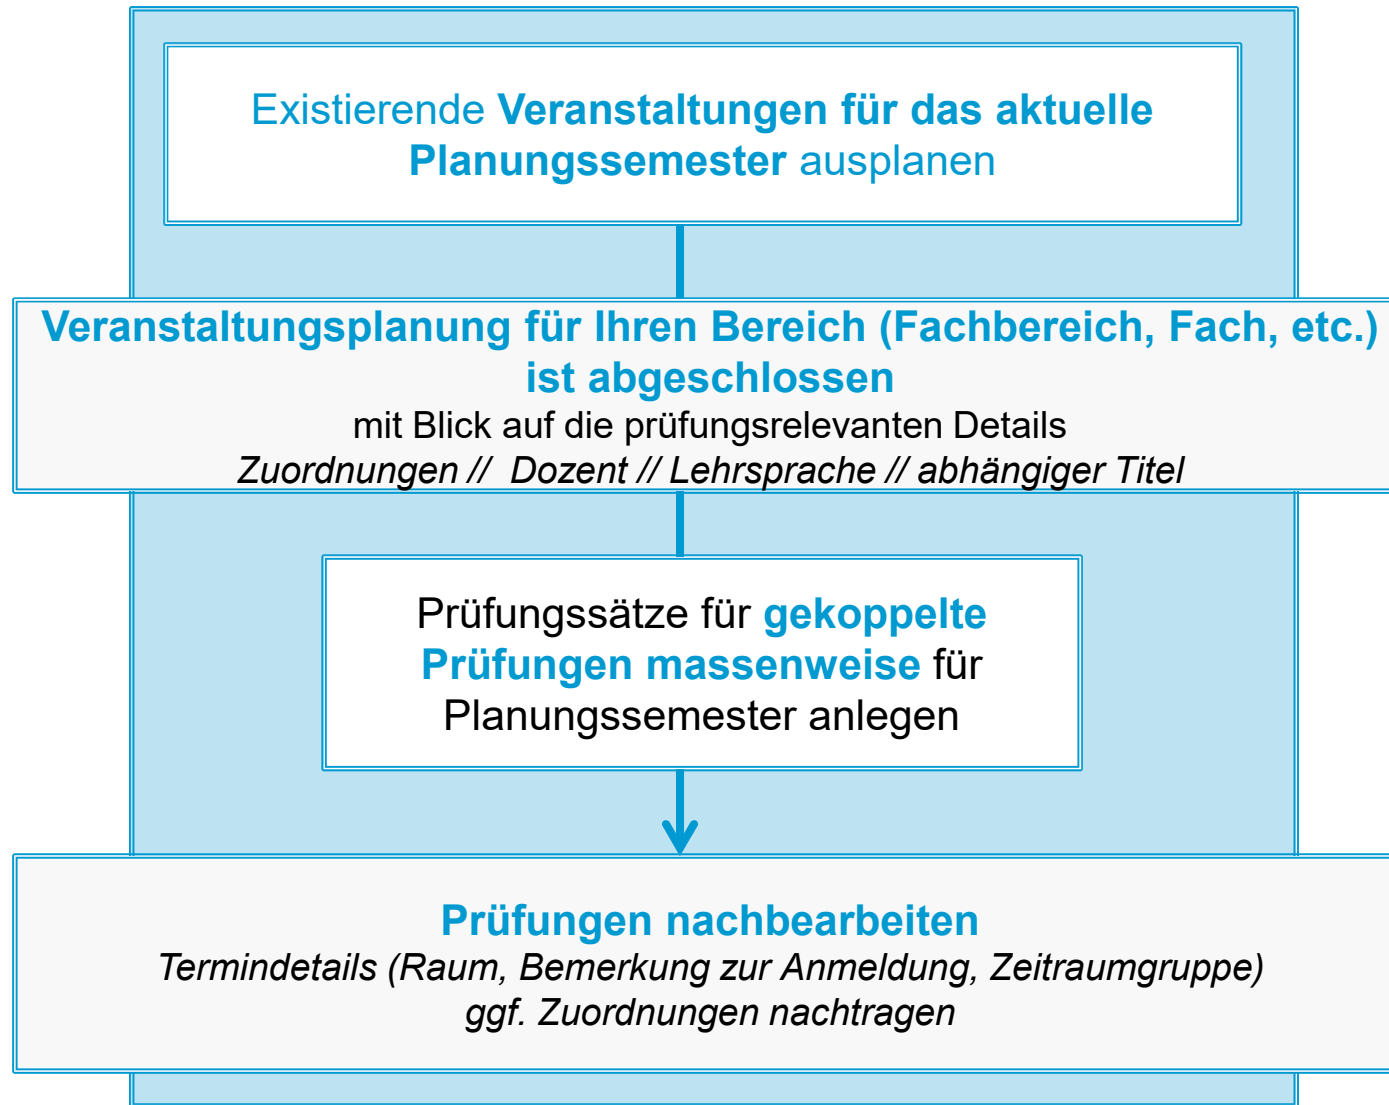 Existierende Veranstaltungen für das aktuelle
Planungssemester ausplanen
Veranstaltungsplanung für Ihren Bereich (Fachbereich, Fach, etc.)
ist abgeschlossen
mit Blick auf die prüfungsrelevanten Details
Zuordnungen // Dozent // Lehrsprache // abhängiger Titel
Prüfungssätze für gekoppelte
Prüfungen massenweise für
Planungssemester anlegen
Prüfungen nachbearbeiten
Termindetails (Raum, Bemerkung zur Anmeldung, Zeitraumgruppe)
ggf. Zuordnungen nachtragen